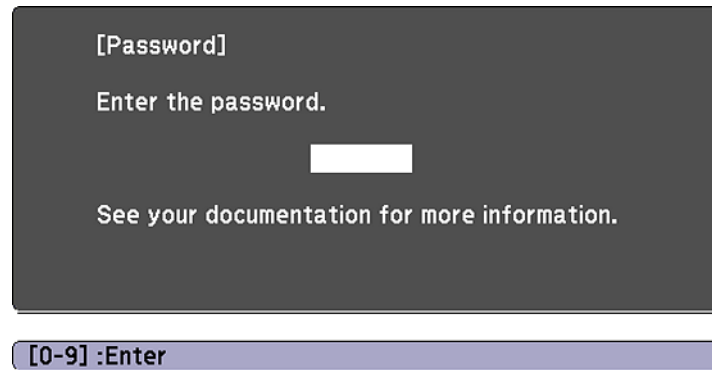 [Password]
Enter the password.
See your documentation for more information.
[0-9] :Enter